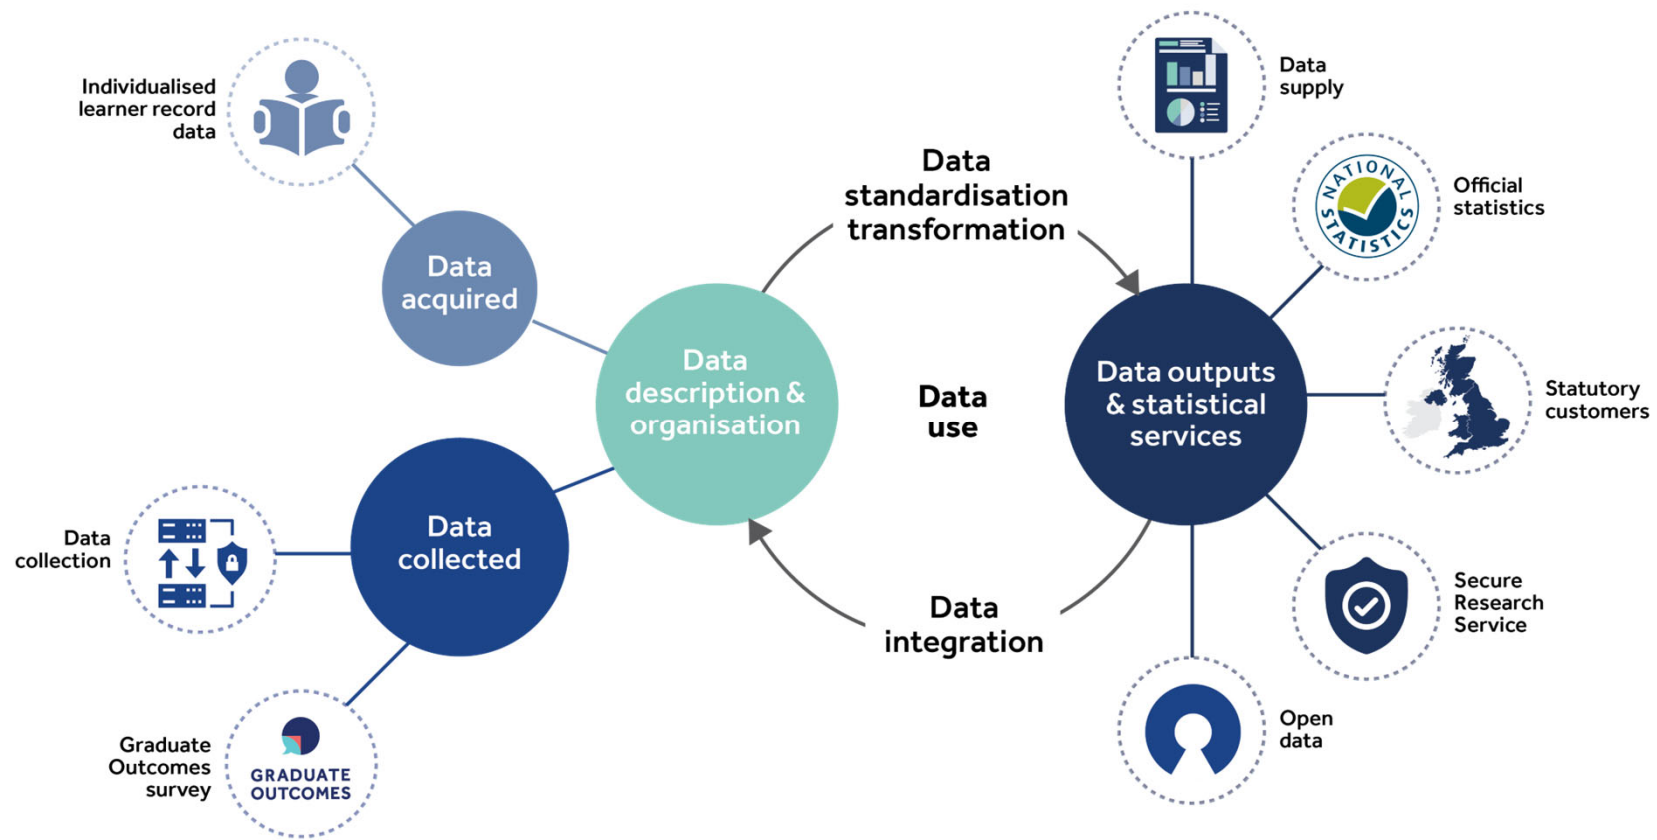 Individualised
learner record
data
Data
acquired
Data
collection
Data
collected
Graduate
Outcomes
survey
GRADUATE
OUTCOMES
Data
description &
organisation
Data
standardisation
transformation
Data
use
Data
integration
Data outputs
& statistical
services
Data
supply
NATIONAL
STATISTICS
Official
statistics
Statutory
customers
Secure
Research
Service
Open
data